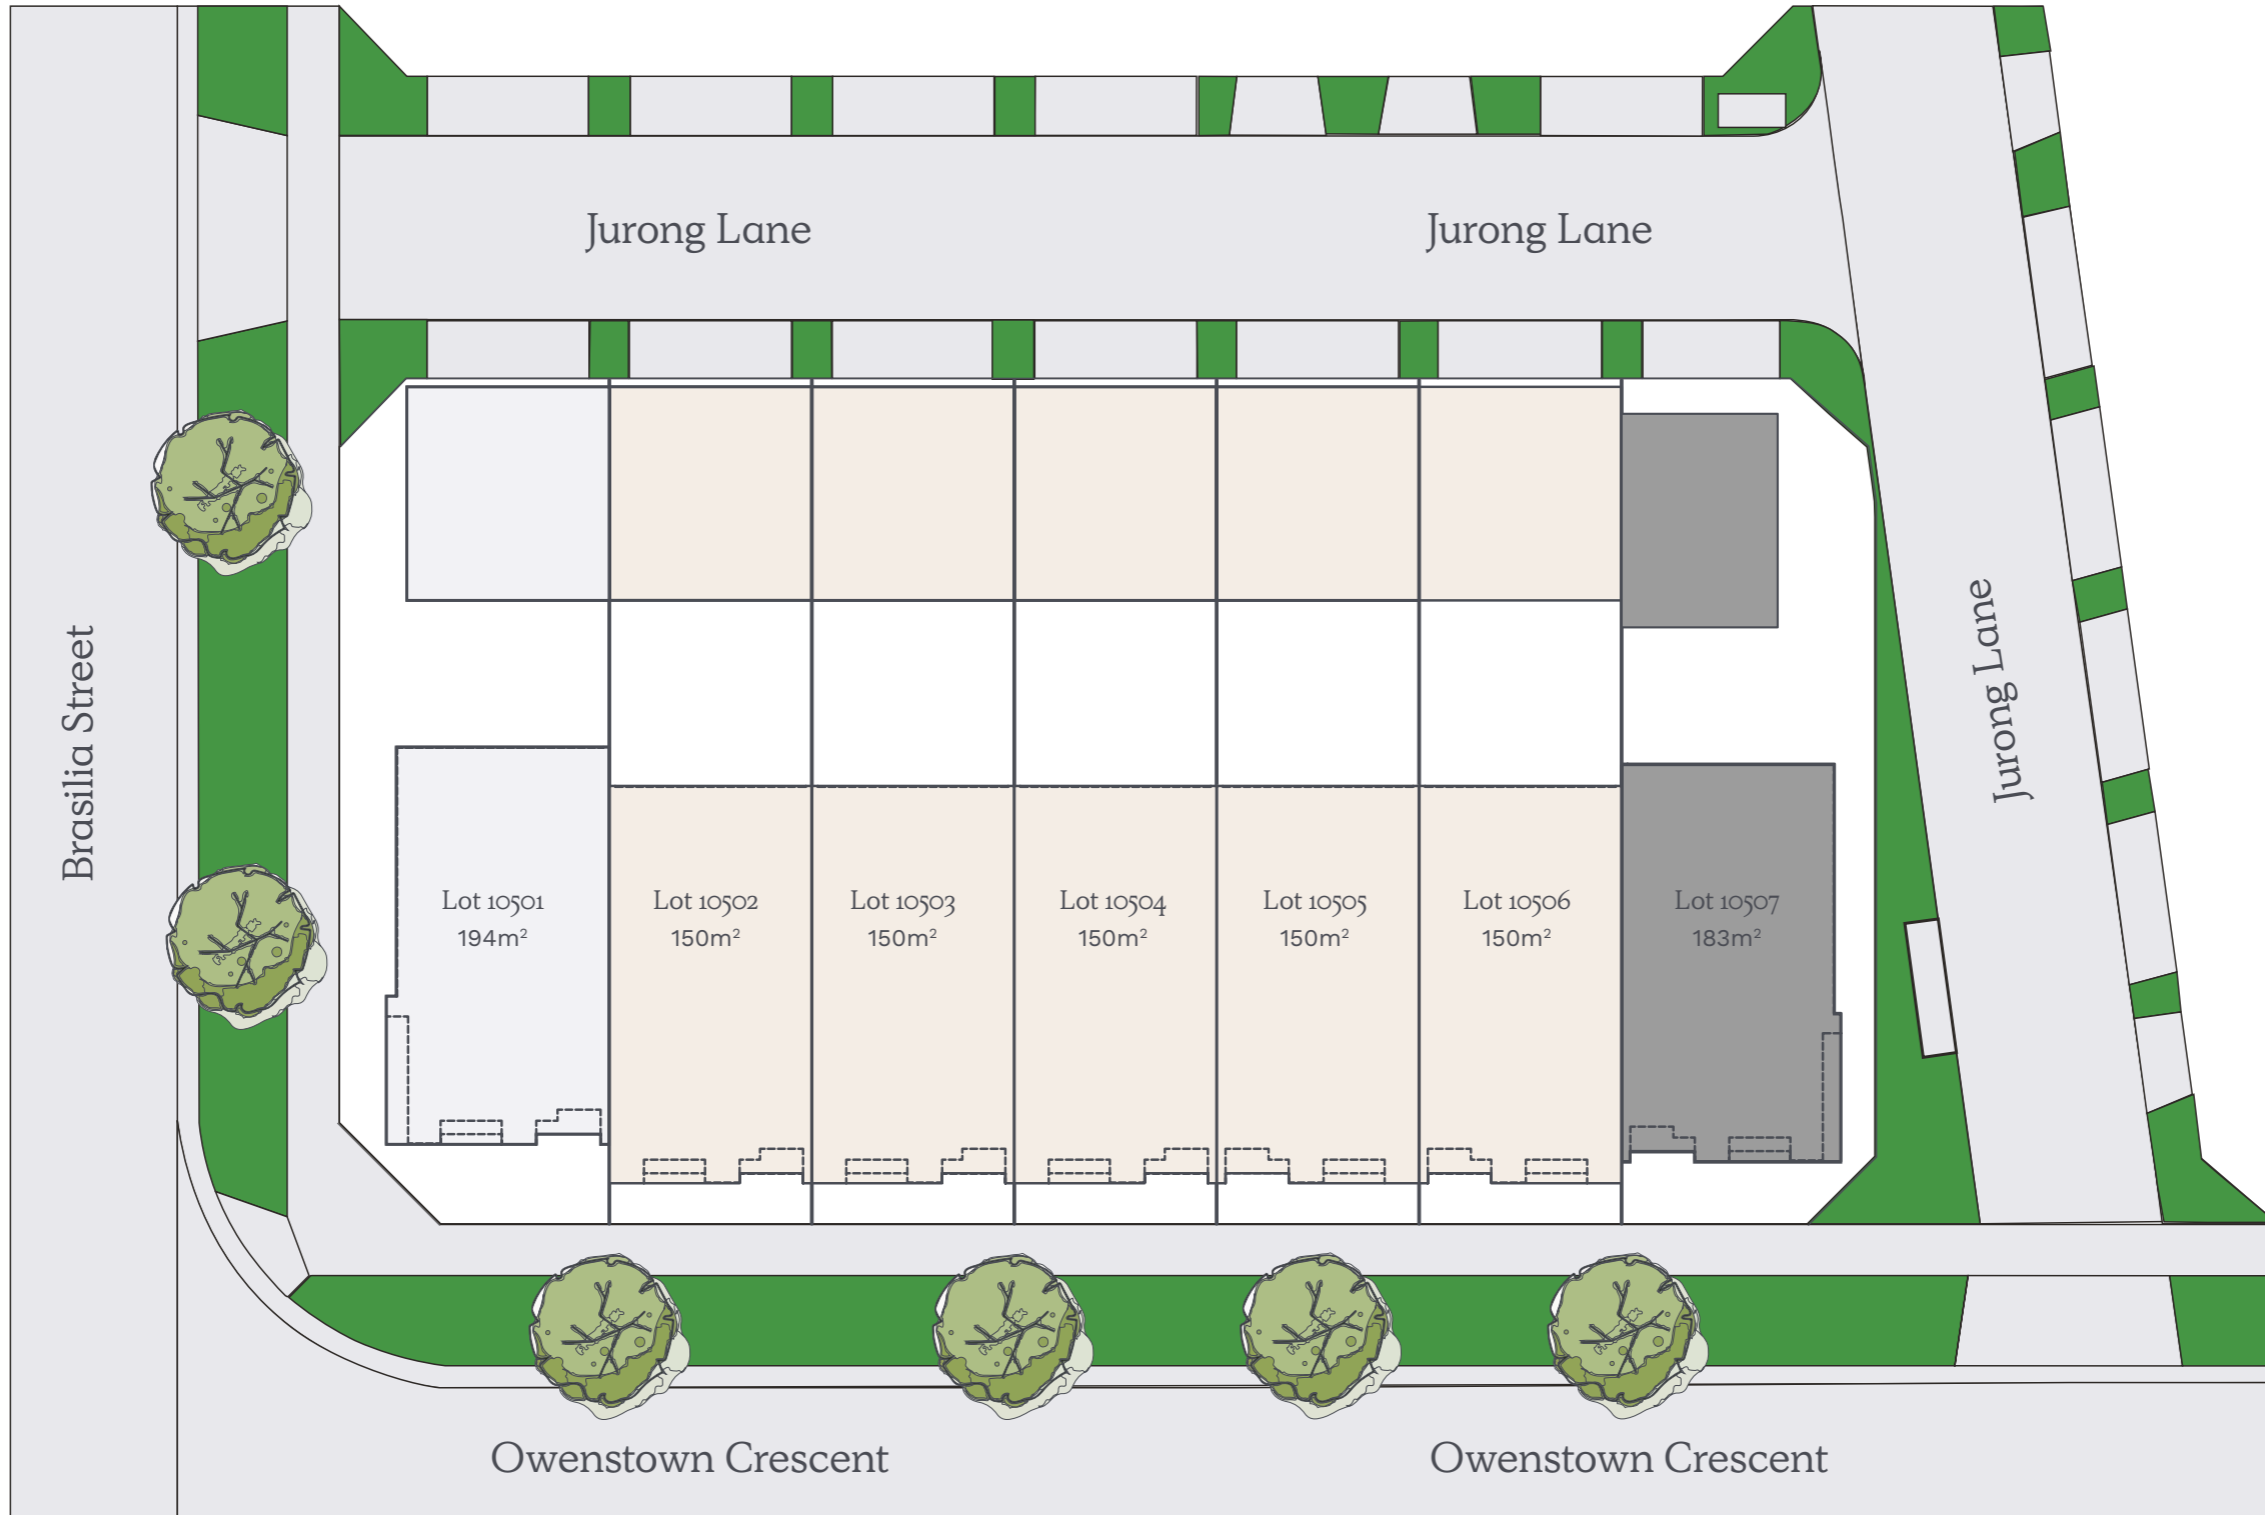 Jurong Lane
Jurong Lane
Brasilia Street
Jurong Lane
Lot 10501
194m²
Lot 10502
150m²
Lot 10503
150m²
Lot 10504
150m²
Lot 10505
150m²
Lot 10506
150m²
Lot 10507
183m²
Owenstown Crescent
Owenstown Crescent